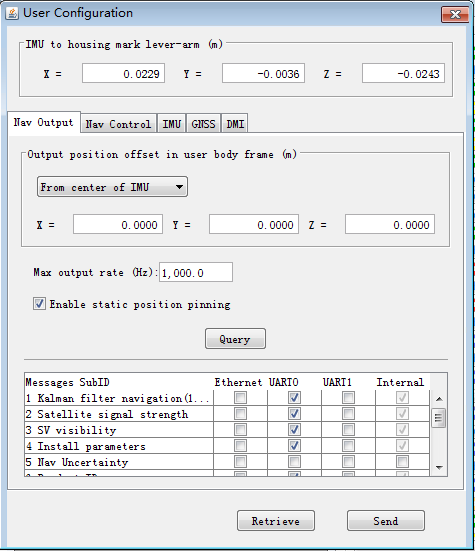 User Configuration
IMU to housing mark lever-arm (m)
X = 0.0229 Y = -0.0036 Z = -0.0243
Nav Output Nav Control IMU GNSS DMI
Output position offset in user body frame (m)
From center of IMU
X = 0.0000 Y = 0.0000 Z = 0.0000
Max output rate (Hz): 1,000.0
Enable static position pinning
Query
Messages SubID Ethernet UART0 UART1 Internal
1 Kalman filter navigation(1...
2 Satellite signal strength
3 SV visibility
4 Install parameters
5 Nav Uncertainty
Retrieve Send